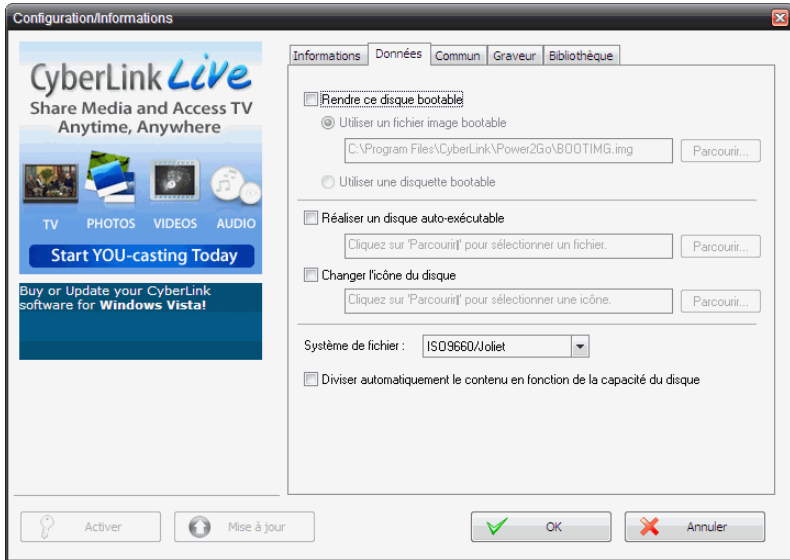 Configuration/Informations
CyberLink Live
Share Media and Access TV
Anytime, Anywhere
TV PHOTOS VIDEOS AUDIO
Start YOU-casting Today
Buy or Update your CyberLink
software for Windows Vista!
Informations Données Commun Graveur Bibliothèque
Rendre ce disque bootable
Utiliser un fichier image bootable
C:\Program Files\CyberLink\Power2Go\BOOTIMG.img Parcourir...
Utiliser une disquette bootable
Réaliser un disque auto-exécutable
Cliquez sur 'Parcourir|' pour sélectionner un fichier. Parcourir...
Changer l'icône du disque
Cliquez sur 'Parcourir|' pour sélectionner une icône. Parcourir...
Système de fichier : ISO9660/Joliet
Diviser automatiquement le contenu en fonction de la capacité du disque
Activer Mise à jour OK Annuler